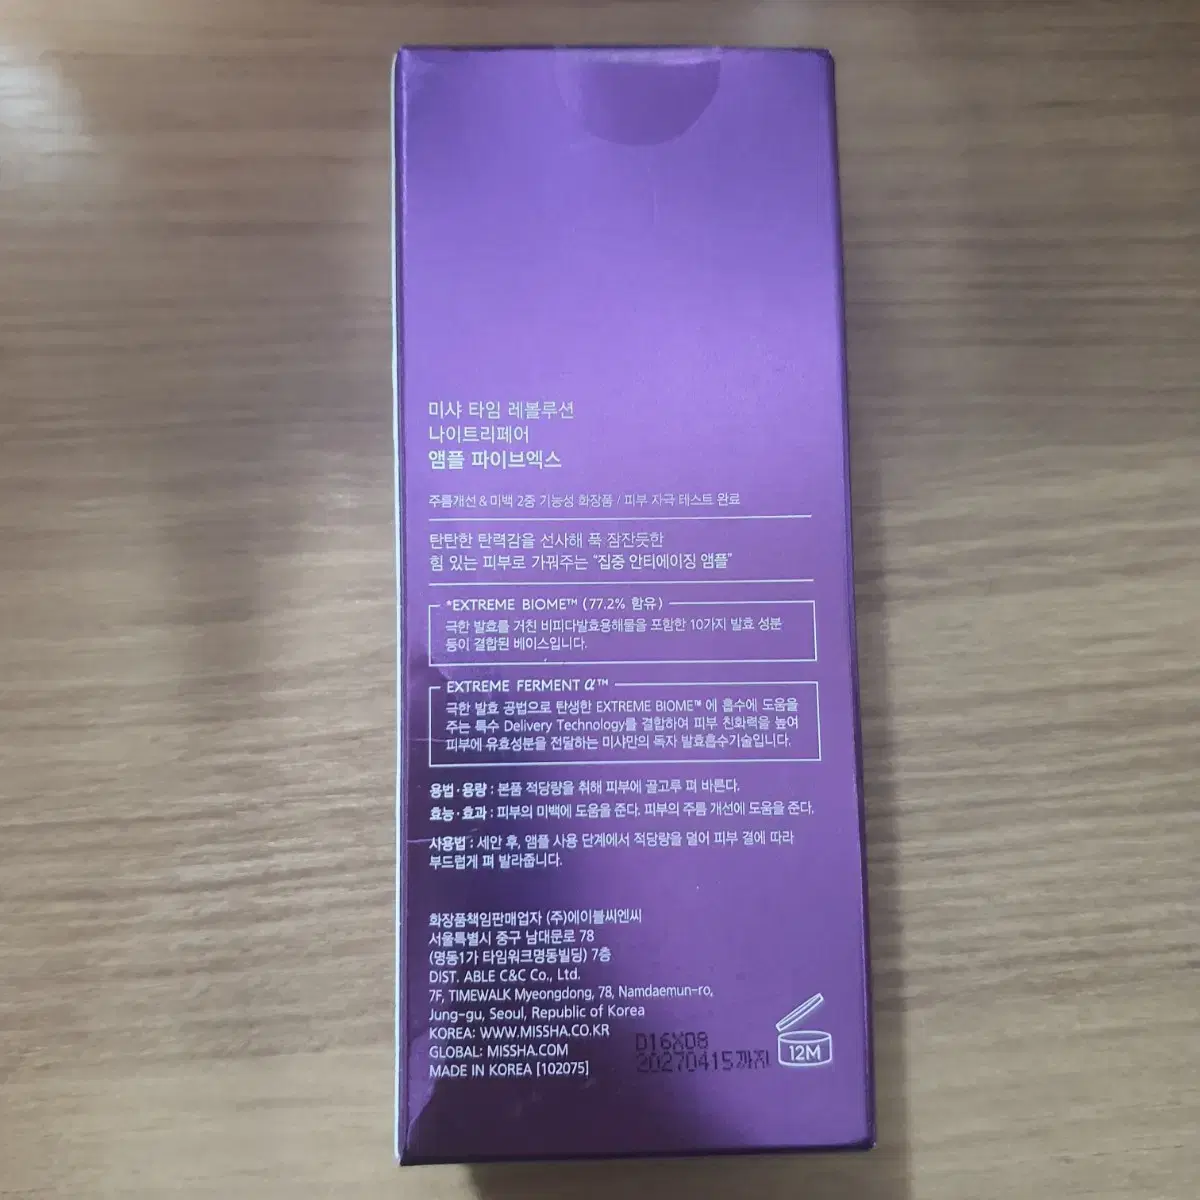 미샤 타임 레볼루션
나이트리페어
앰플 파이브엑스
주름개선 & 미백 2중 기능성 화장품 / 피부 자극 테스트 완료
탄탄한 탄력감을 선사해 푹 잠잔듯한
힘 있는 피부로 가꿔주는 "집중 안티에이징 앰플"
*EXTREME BIOME™ (77.2% 함유)
극한 발효를 거친 비피다발효용해물을 포함한 10가지 발효 성분
등이 결합된 베이스입니다.
EXTREME FERMENT α™
극한 발효 공법으로 탄생한 EXTREME BIOME™ 에 흡수에 도움을
주는 특수 Delivery Technology를 결합하여 피부 친화력을 높여
피부에 유효성분을 전달하는 미샤만의 독자 발효흡수기술입니다.
용법·용량 : 본품 적당량을 취해 피부에 골고루 펴 바른다.
효능·효과 : 피부의 미백에 도움을 준다. 피부의 주름 개선에 도움을 준다.
사용법 : 세안 후, 앰플 사용 단계에서 적당량을 덜어 피부 결에 따라
부드럽게 펴 발라줍니다.
화장품책임판매업자 (주)에이블씨엔씨
서울특별시 중구 남대문로 78
(명동1가 타임워크명동빌딩) 7층
DIST. ABLE C&C Co., Ltd.
7F, TIMEWALK Myeongdong, 78, Namdaemun-ro,
Jung-gu, Seoul, Republic of Korea
KOREA: WWW.MISSHA.CO.KR
GLOBAL: MISSHA.COM
MADE IN KOREA [102075]
D16X08
20270415까지
12M